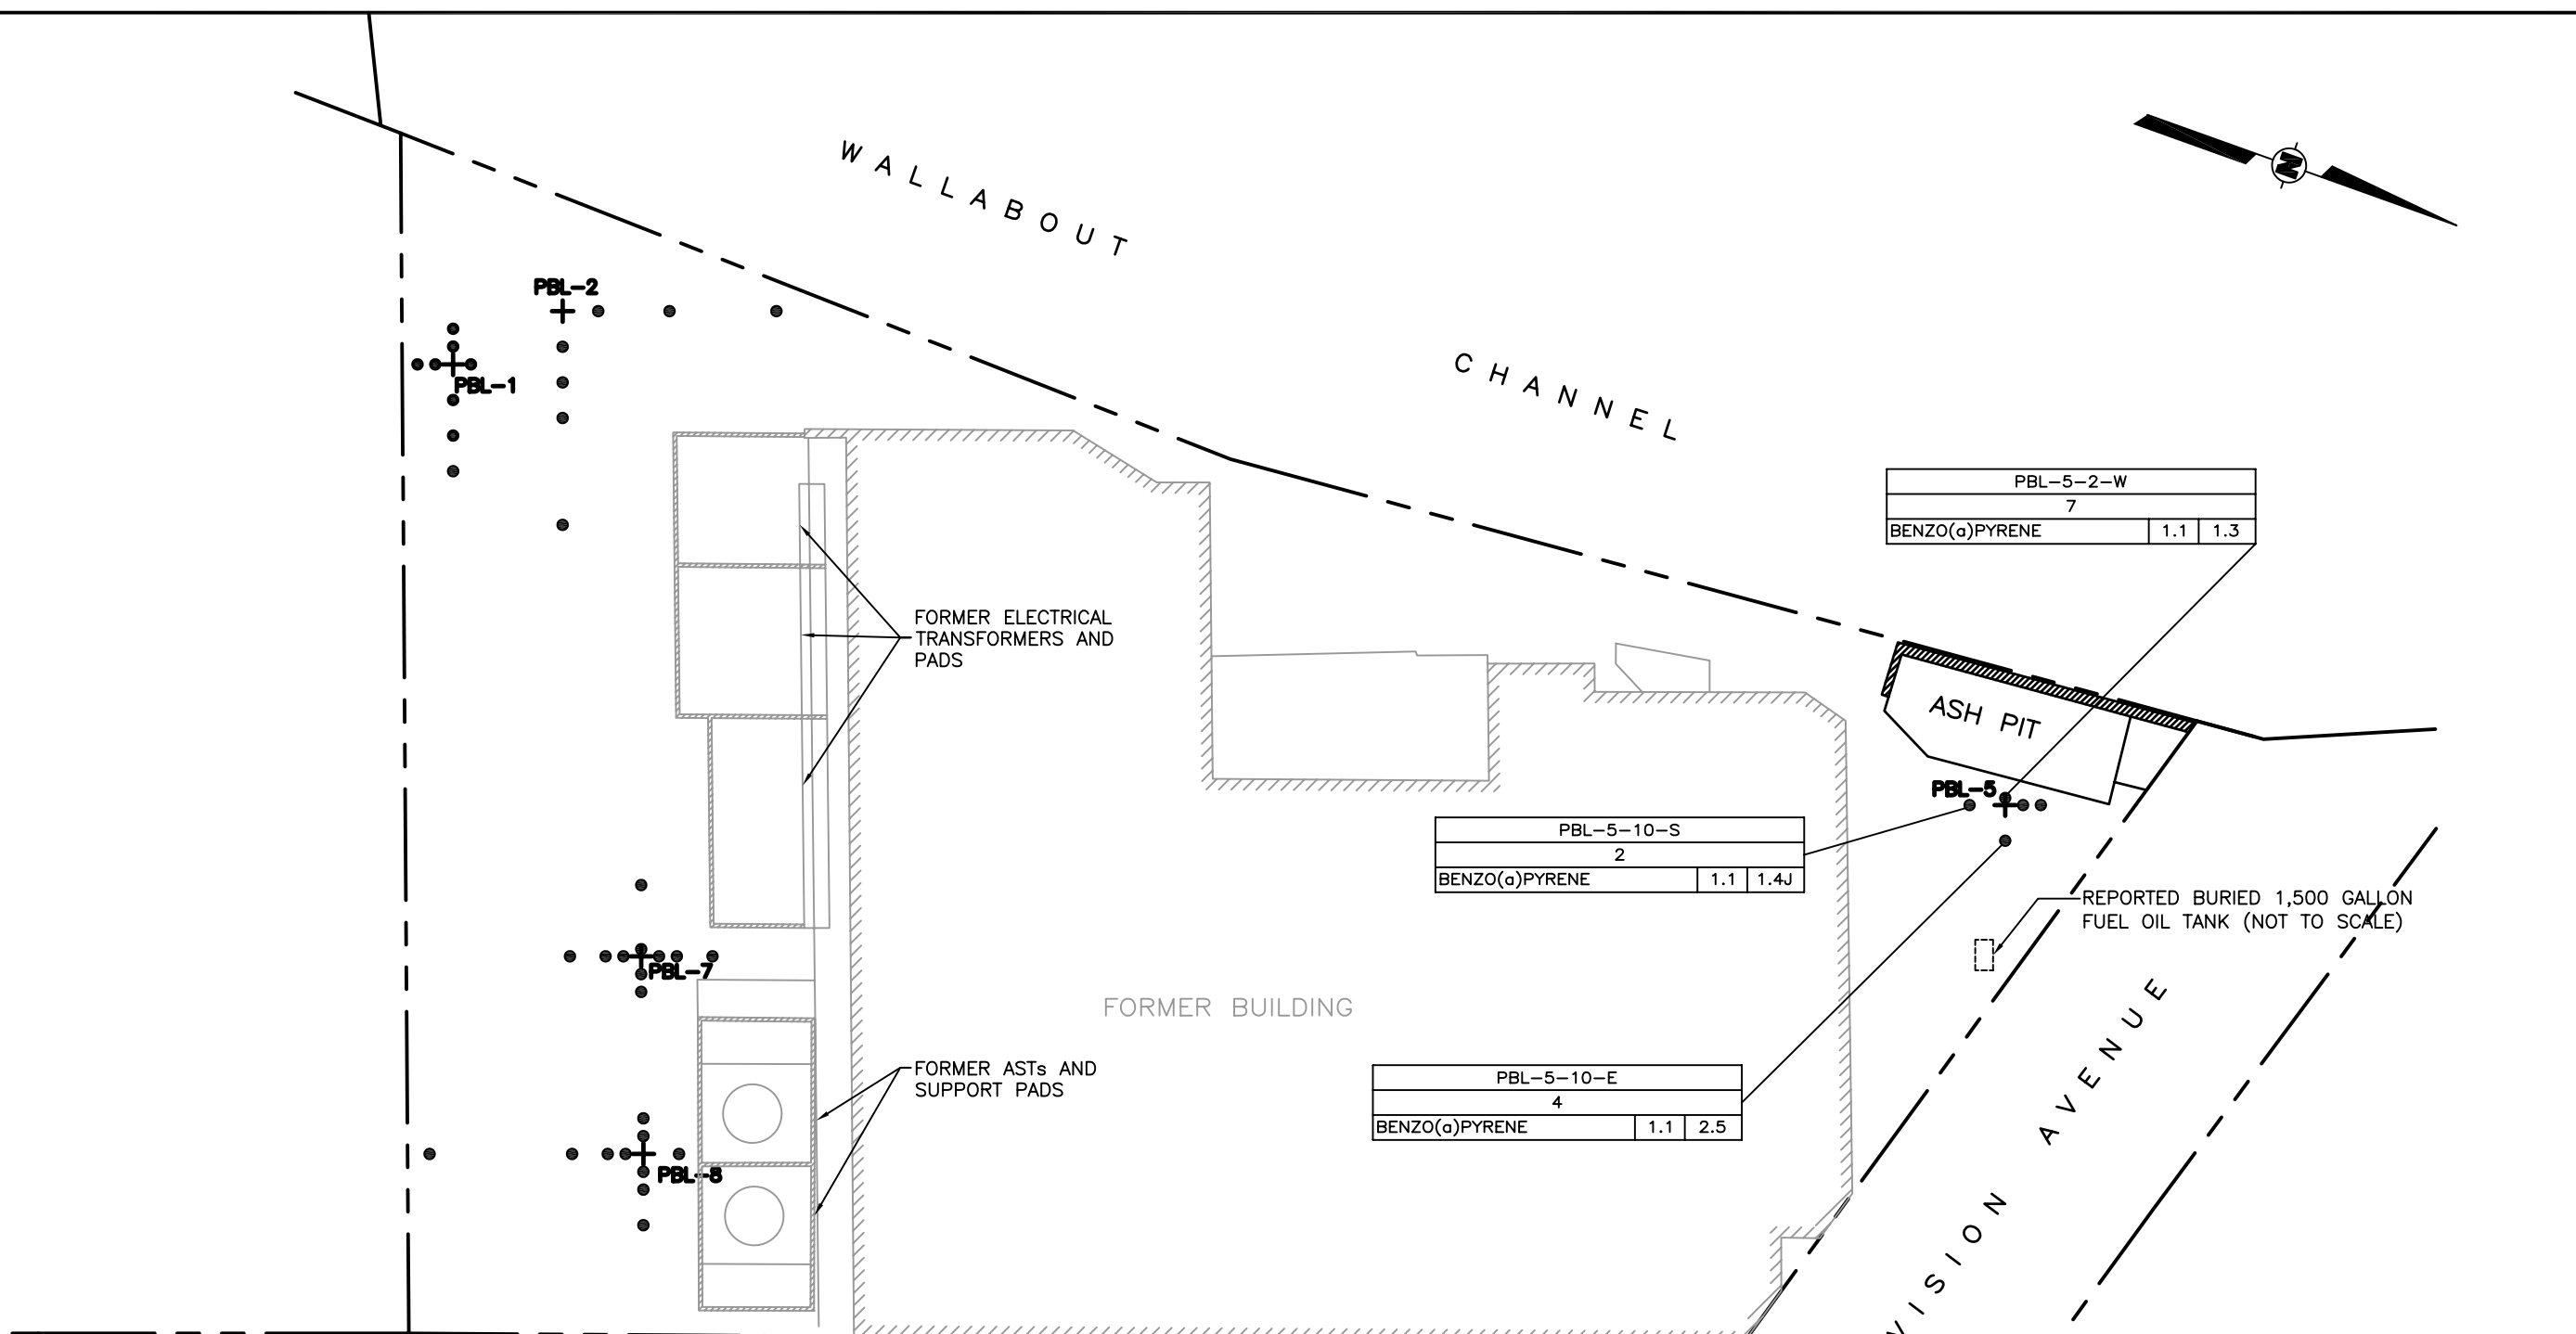 WALLABOUT
N
PBL-2
PBL-1
CHANNEL
PBL-5-2-W
7
BENZO(a)PYRENE 1.1 1.3
FORMER ELECTRICAL
TRANSFORMERS AND
PADS
ASH PIT
PBL-5
PBL-5-10-S
2
BENZO(a)PYRENE 1.1 1.4J
REPORTED BURIED 1,500 GALLON
FUEL OIL TANK (NOT TO SCALE)
PBL-7
FORMER BUILDING
FORMER ASTs AND
SUPPORT PADS
PBL-5-10-E
4
BENZO(a)PYRENE 1.1 2.5
PBL-8
VISION AVENUE